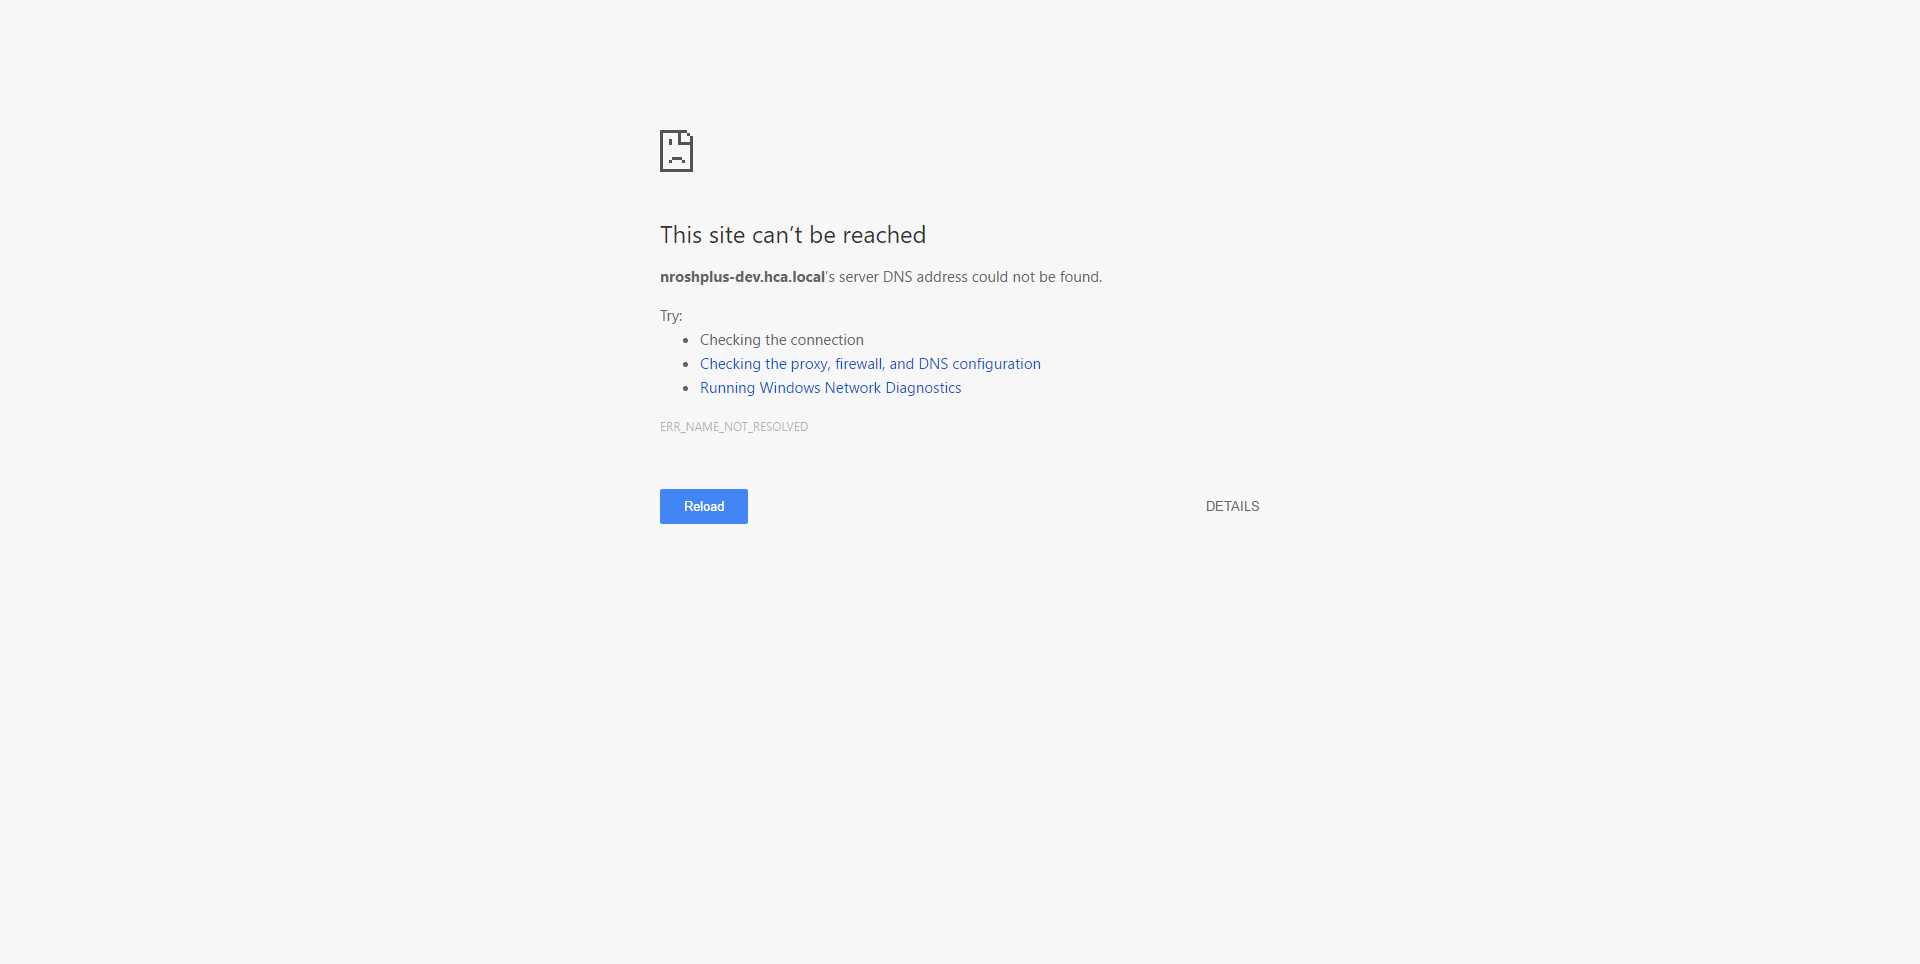 This site can’t be reached
nroshplus-dev.hca.local’s server DNS address could not be found.
Try:
Checking the connection
Checking the proxy, firewall, and DNS configuration
Running Windows Network Diagnostics
ERR_NAME_NOT_RESOLVED
Reload
DETAILS